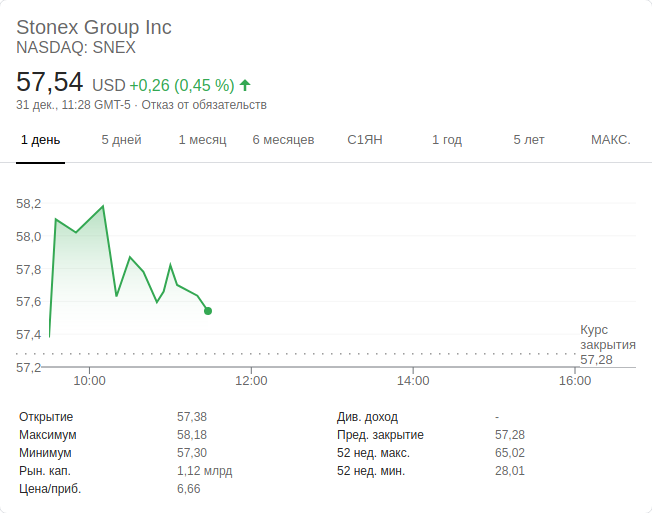 Stonex Group Inc
NASDAQ: SNEX
57,54 USD +0,26 (0,45 %)
31 дек., 11:28 GMT-5 · Отказ от обязательств
1 день 5 дней 1 месяц 6 месяцев С1ЯН 1 год 5 лет МАКС.
58,2
58,0
57,8
57,6
57,4
57,2
Курс
закрытия
57,28
10:00 12:00 14:00 16:00
Открытие 57,38 Див. доход -
Максимум 58,18 Пред. закрытие 57,28
Минимум 57,30 52 нед. макс. 65,02
Рын. кап. 1,12 млрд 52 нед. мин. 28,01
Цена/приб. 6,66